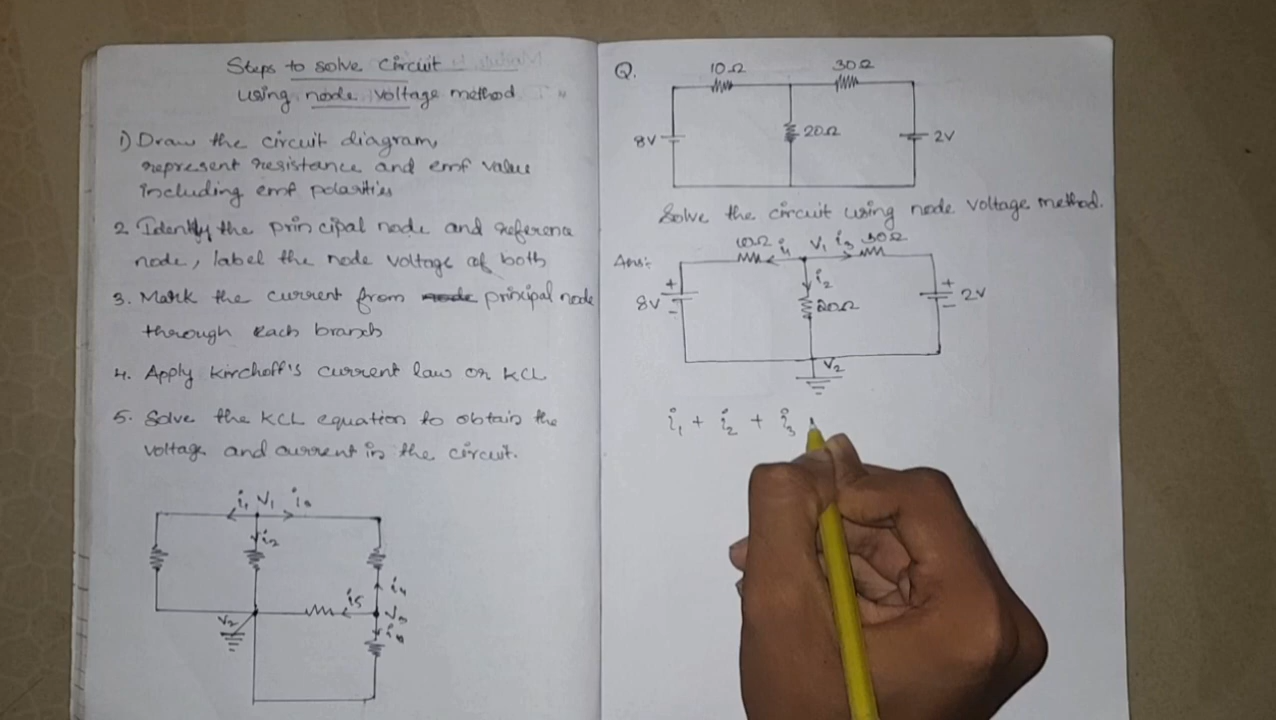 Steps to solve circuit
using node voltage method
1) Draw the circuit diagram,
represent resistance and emf value
including emf polarities
2 Identify the principal node and reference
node, label the node voltage of both
3. Mark the current from node principal node
through each branch
4. Apply Kirchoff's current law or KCL
5. Solve the KCL equation to obtain the
voltage and current in the circuit.
i₁ V₁ i₃
i₂
i₄
i₅
V₂
V₃
i₆
Q.
10Ω 30Ω
8V 20Ω 2V
Solve the circuit using node voltage method.
Ans:-
10Ω i₁ V₁ i₃ 30Ω
i₂
+ +
8V 20Ω 2V
- -
V₂
i₁ + i₂ + i₃